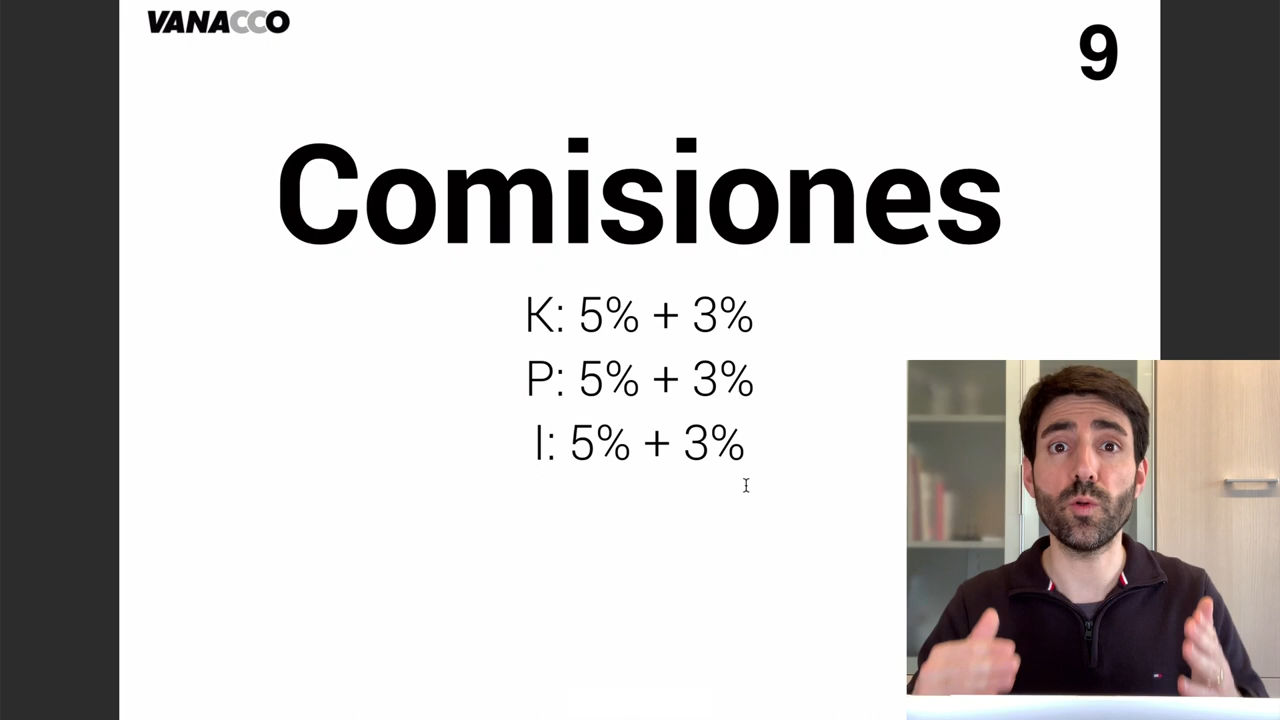 VANACCO
9
Comisiones
K: 5% + 3%
P: 5% + 3%
I: 5% + 3%